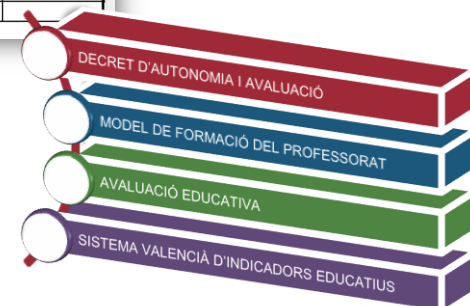 DECRET D'AUTONOMIA I AVALUACIÓ
MODEL DE FORMACIÓ DEL PROFESSORAT
AVALUACIÓ EDUCATIVA
SISTEMA VALENCIÀ D'INDICADORS EDUCATIUS